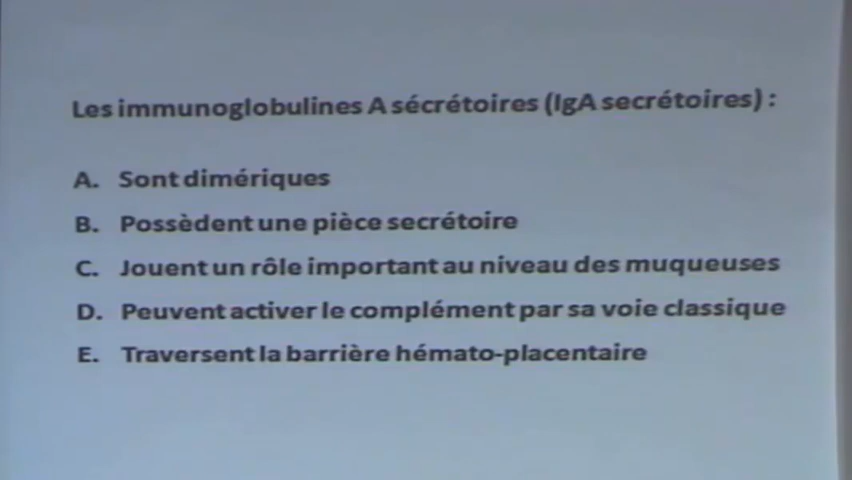 Les immunoglobulines A sécrétoires (IgA secrétoires) :
A. Sont dimériques
B. Possèdent une pièce secrétoire
C. Jouent un rôle important au niveau des muqueuses
D. Peuvent activer le complément par sa voie classique
E. Traversent la barrière hémato-placentaire